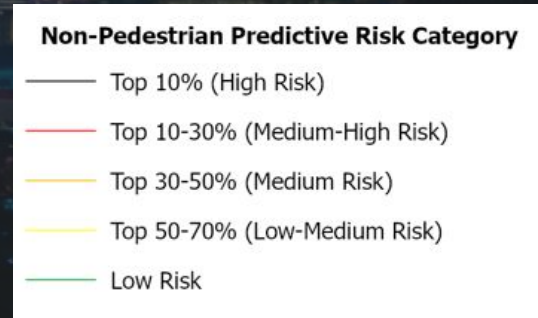 Non-Pedestrian Predictive Risk Category
Top 10% (High Risk)
Top 10-30% (Medium-High Risk)
Top 30-50% (Medium Risk)
Top 50-70% (Low-Medium Risk)
Low Risk